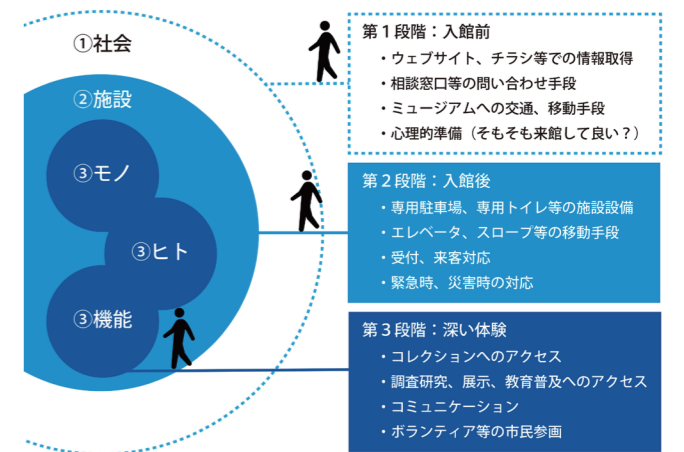 ①社会
②施設
③モノ
③ヒト
③機能
第1段階：入館前
・ウェブサイト、チラシ等での情報取得
・相談窓口等の問い合わせ手段
・ミュージアムへの交通、移動手段
・心理的準備（そもそも来館して良い？）
第2段階：入館後
・専用駐車場、専用トイレ等の施設設備
・エレベータ、スロープ等の移動手段
・受付、来客対応
・緊急時、災害時の対応
第3段階：深い体験
・コレクションへのアクセス
・調査研究、展示、教育普及へのアクセス
・コミュニケーション
・ボランティア等の市民参画